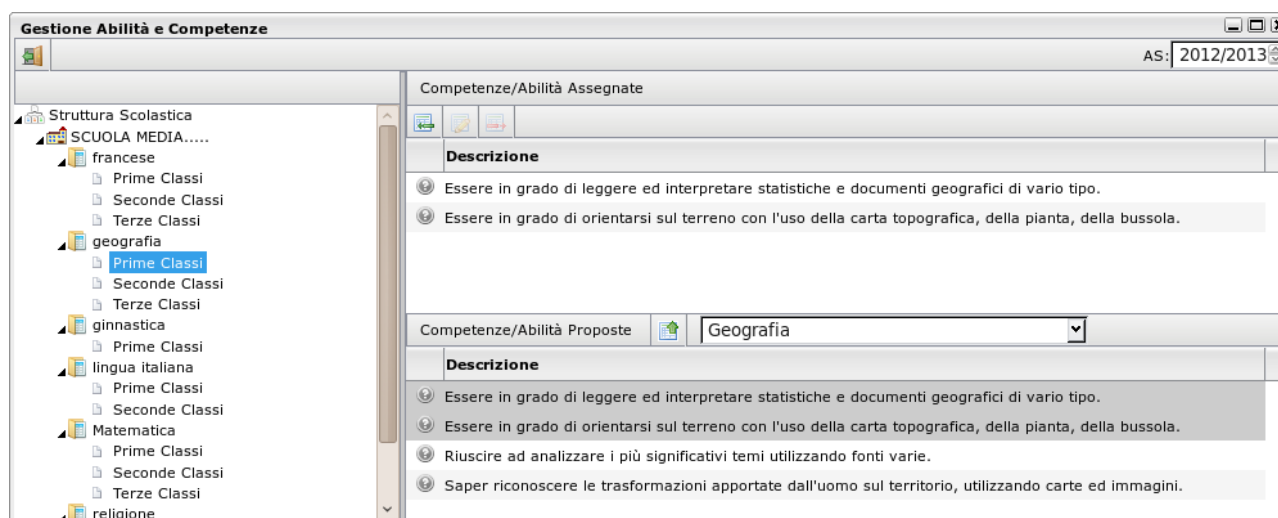 Gestione Abilità e Competenze
AS: 2012/2013
Struttura Scolastica
SCUOLA MEDIA.....
francese
Prime Classi
Seconde Classi
Terze Classi
geografia
Prime Classi
Seconde Classi
Terze Classi
ginnastica
Prime Classi
lingua italiana
Prime Classi
Seconde Classi
Matematica
Prime Classi
Seconde Classi
Terze Classi
religione
Competenze/Abilità Assegnate
Descrizione
Essere in grado di leggere ed interpretare statistiche e documenti geografici di vario tipo.
Essere in grado di orientarsi sul terreno con l'uso della carta topografica, della pianta, della bussola.
Competenze/Abilità Proposte Geografia
Descrizione
Essere in grado di leggere ed interpretare statistiche e documenti geografici di vario tipo.
Essere in grado di orientarsi sul terreno con l'uso della carta topografica, della pianta, della bussola.
Riuscire ad analizzare i più significativi temi utilizzando fonti varie.
Saper riconoscere le trasformazioni apportate dall'uomo sul territorio, utilizzando carte ed immagini.